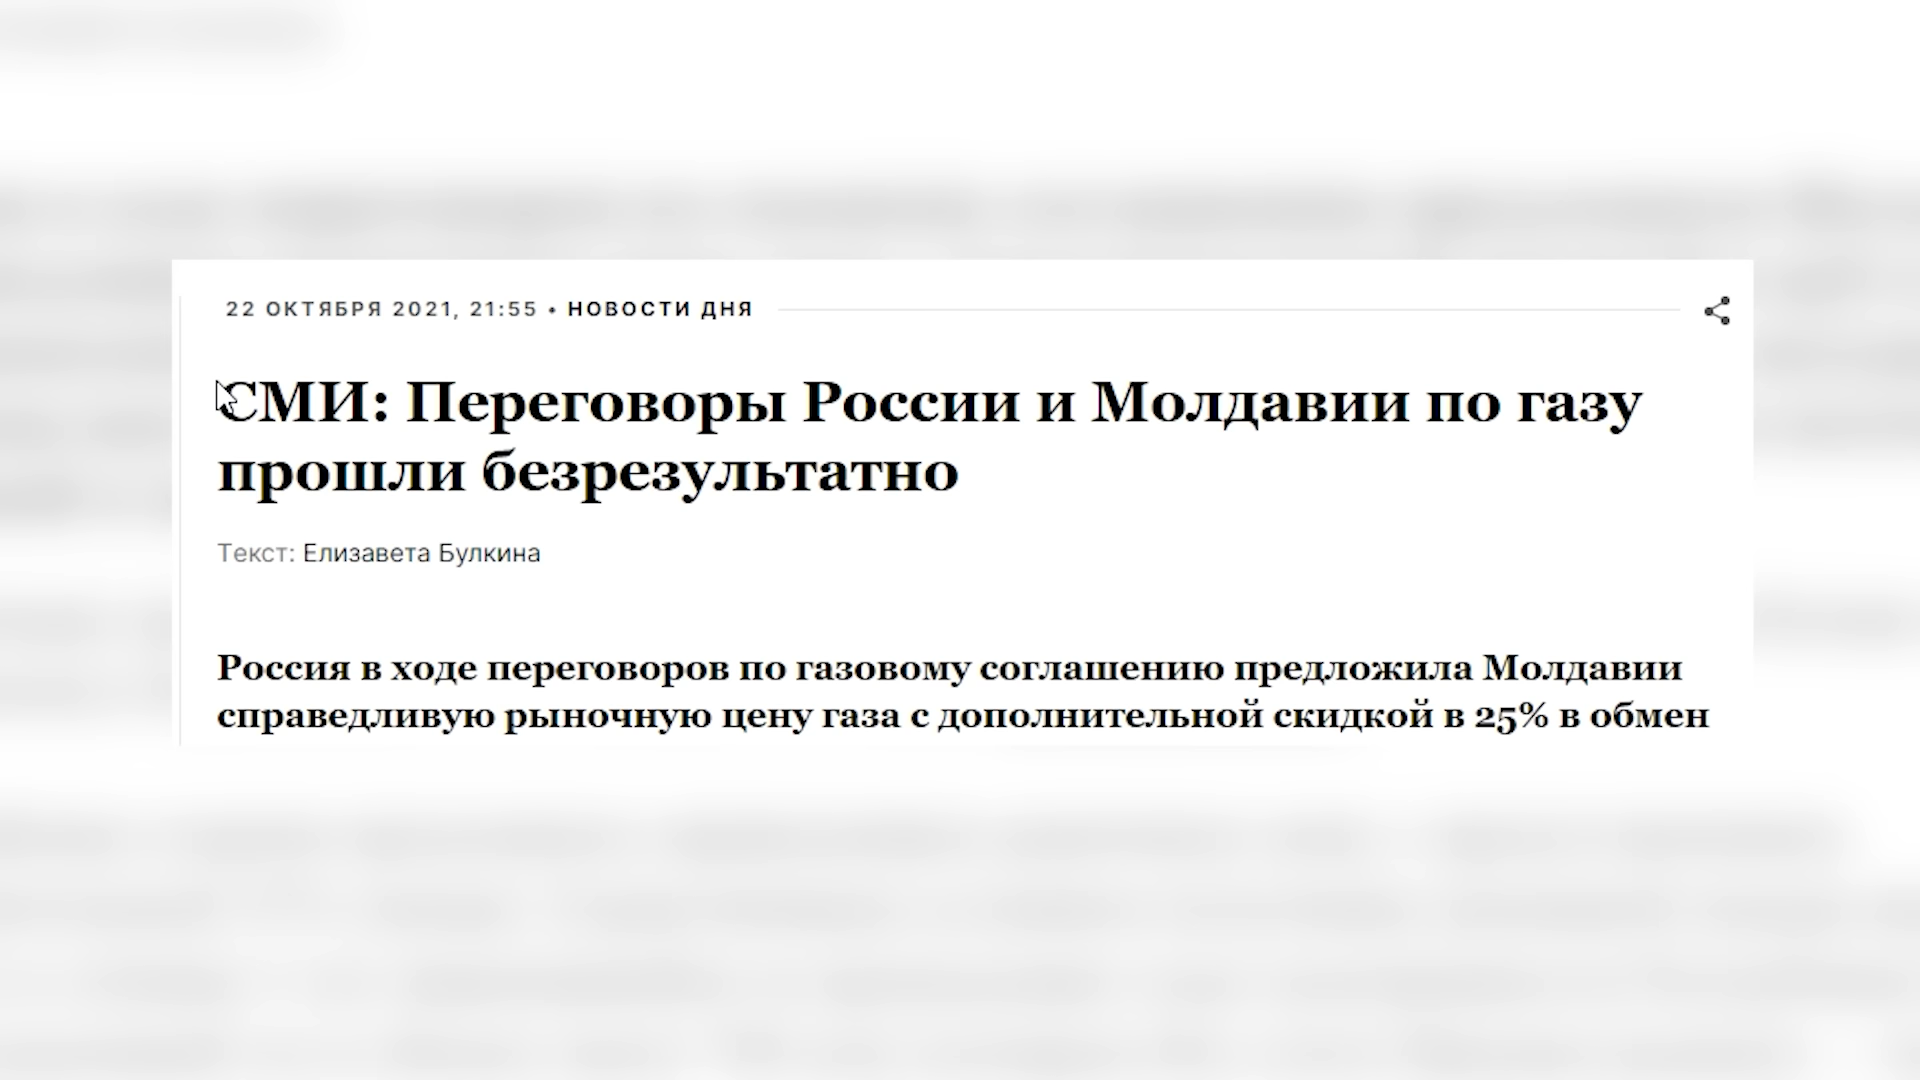 22 ОКТЯБРЯ 2021, 21:55 • НОВОСТИ ДНЯ
СМИ: Переговоры России и Молдавии по газу
прошли безрезультатно
Текст: Елизавета Булкина
Россия в ходе переговоров по газовому соглашению предложила Молдавии
справедливую рыночную цену газа с дополнительной скидкой в 25% в обмен